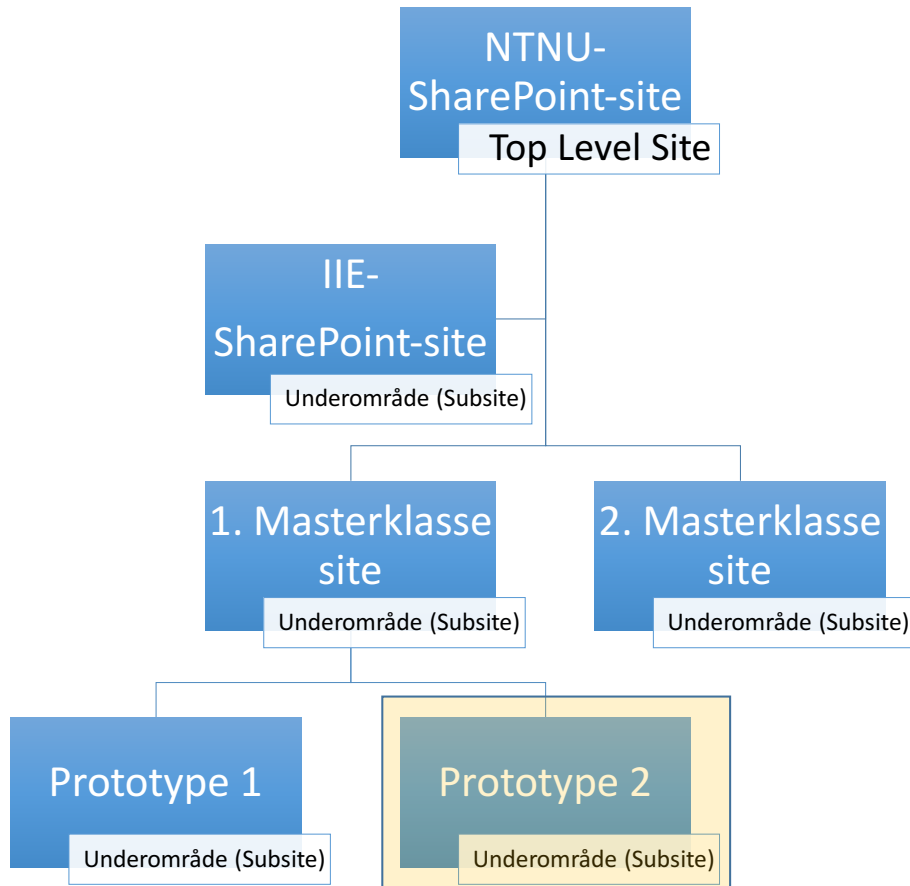 NTNU-
SharePoint-site
Top Level Site
IIE-
SharePoint-site
Underområde (Subsite)
1. Masterklasse
site
Underområde (Subsite)
2. Masterklasse
site
Underområde (Subsite)
Prototype 1
Underområde (Subsite)
Prototype 2
Underområde (Subsite)